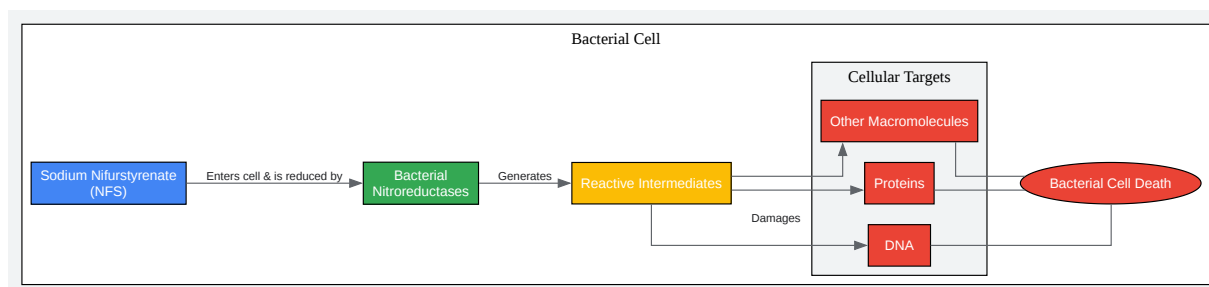 Bacterial Cell
Cellular Targets
Other Macromolecules
Sodium Nifurstyrenate
(NFS)
Enters cell & is reduced by
Bacterial
Nitroreductases
Generates
Reactive Intermediates
Proteins
Bacterial Cell Death
Damages
DNA